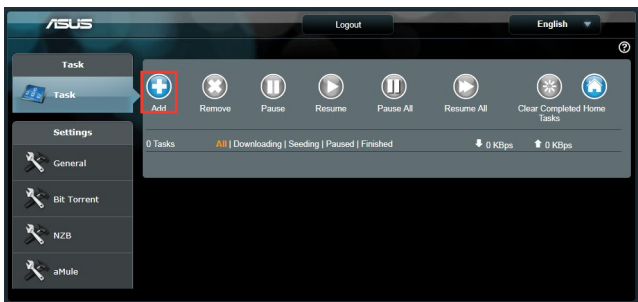 ASUS
Logout
English
?
Task
Task
Settings
General
Bit Torrent
NZB
aMule
Add
Remove
Pause
Resume
Pause All
Resume All
Clear Completed Tasks
Home
0 Tasks
All | Downloading | Seeding | Paused | Finished
0 KBps
0 KBps